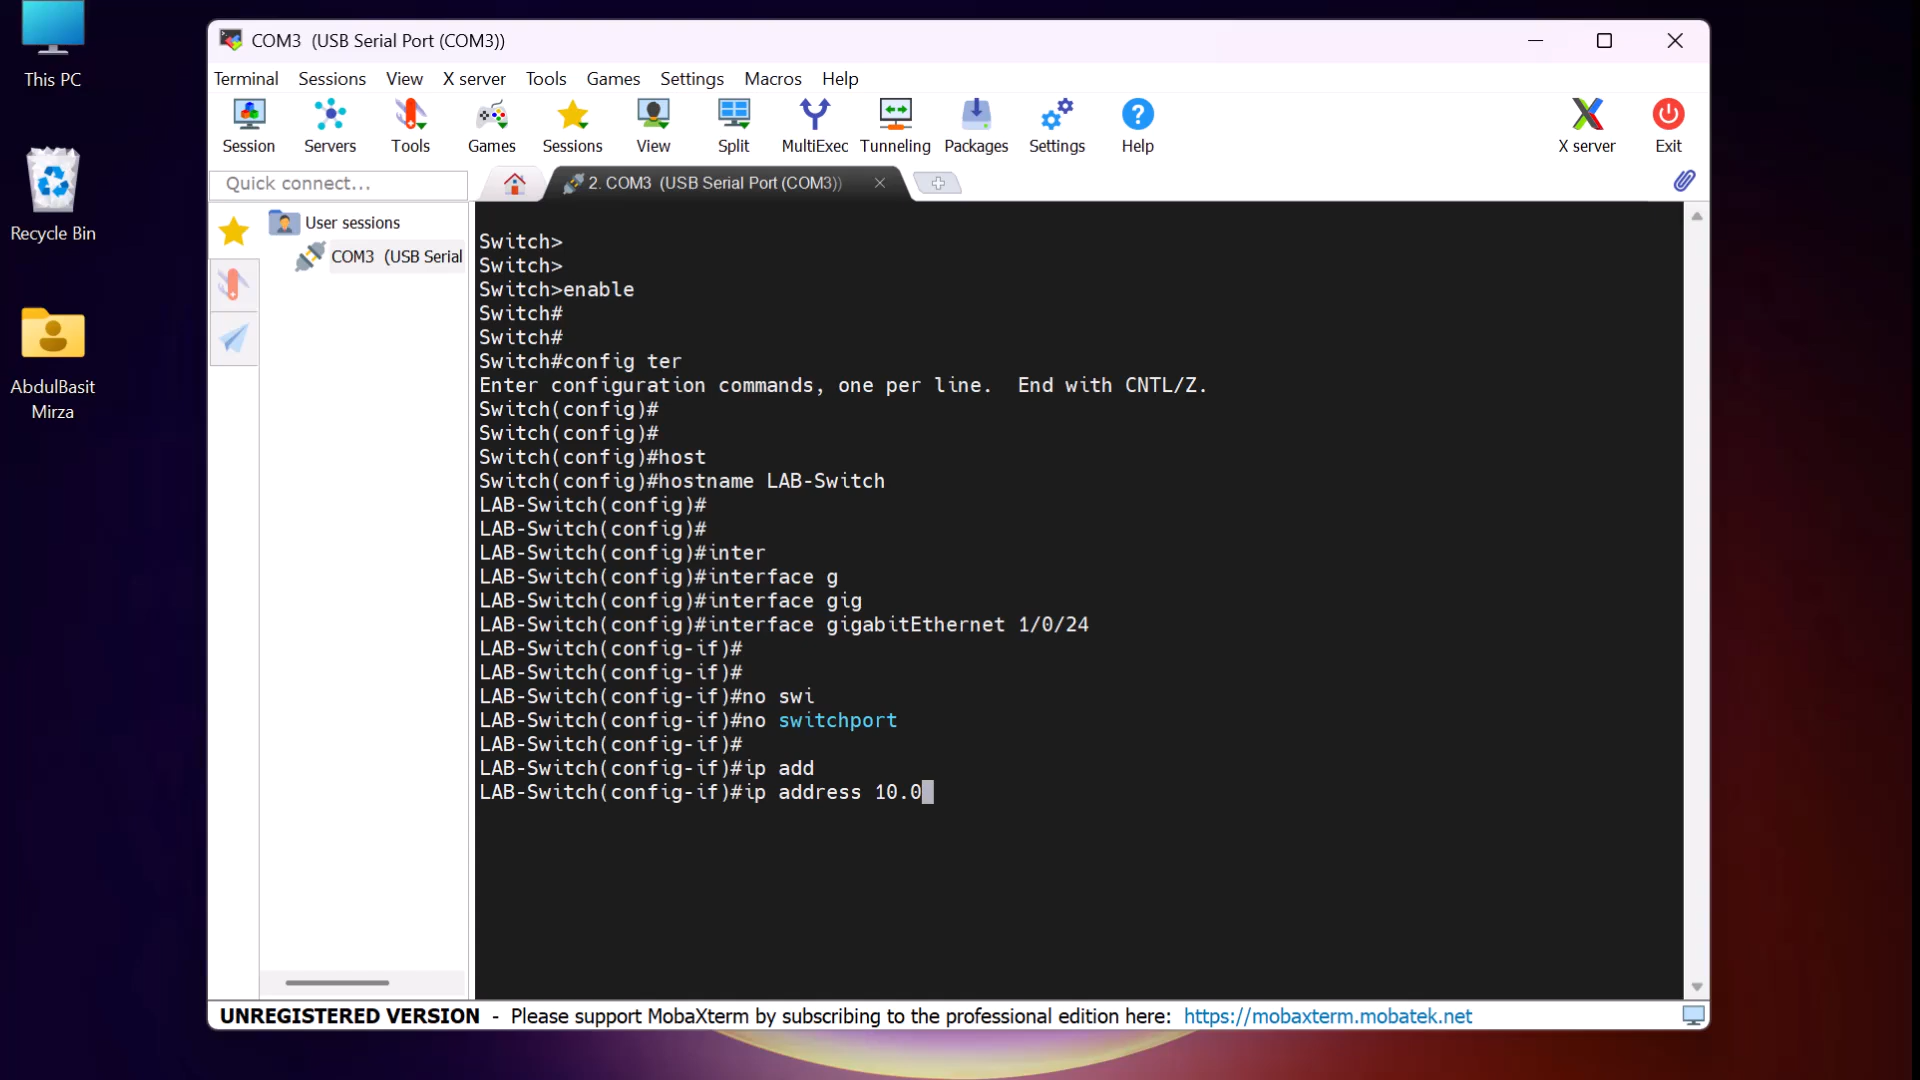 This PC
Recycle Bin
AbdulBasit
Mirza
COM3 (USB Serial Port (COM3))
Terminal Sessions View X server Tools Games Settings Macros Help
Session Servers Tools Games Sessions View Split MultiExec Tunneling Packages Settings Help X server Exit
Quick connect...
2. COM3 (USB Serial Port (COM3))
User sessions
COM3 (USB Serial
Switch>
Switch>
Switch>enable
Switch#
Switch#
Switch#config ter
Enter configuration commands, one per line.  End with CNTL/Z.
Switch(config)#
Switch(config)#
Switch(config)#host
Switch(config)#hostname LAB-Switch
LAB-Switch(config)#
LAB-Switch(config)#
LAB-Switch(config)#inter
LAB-Switch(config)#interface g
LAB-Switch(config)#interface gig
LAB-Switch(config)#interface gigabitEthernet 1/0/24
LAB-Switch(config-if)#
LAB-Switch(config-if)#
LAB-Switch(config-if)#no swi
LAB-Switch(config-if)#no switchport
LAB-Switch(config-if)#
LAB-Switch(config-if)#ip add
LAB-Switch(config-if)#ip address 10.0
UNREGISTERED VERSION - Please support MobaXterm by subscribing to the professional edition here: https://mobaxterm.mobatek.net